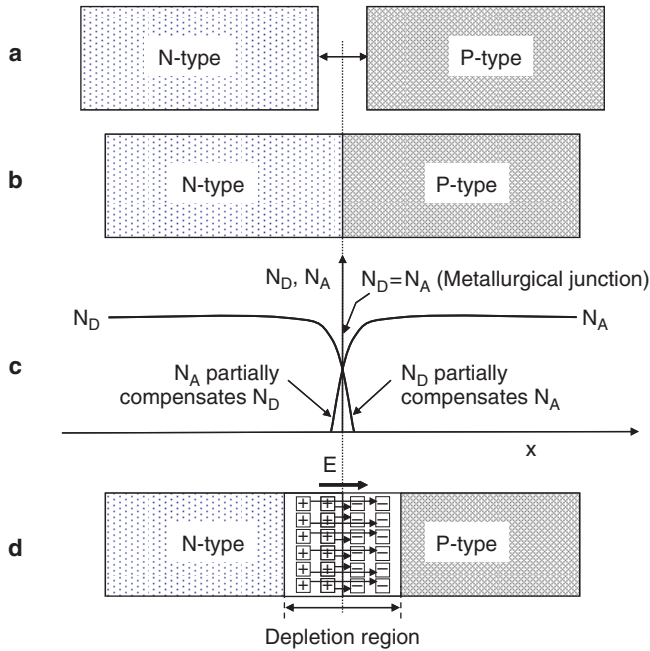 a
N-type
P-type
b
N-type
P-type
N_D, N_A
N_D=N_A (Metallurgical junction)
N_D
N_A
c
N_A partially
compensates N_D
N_D partially
compensates N_A
x
E
d
N-type
P-type
+ + − −
+ + − −
+ + − −
+ + − −
+ + − −
+ + − −
Depletion region